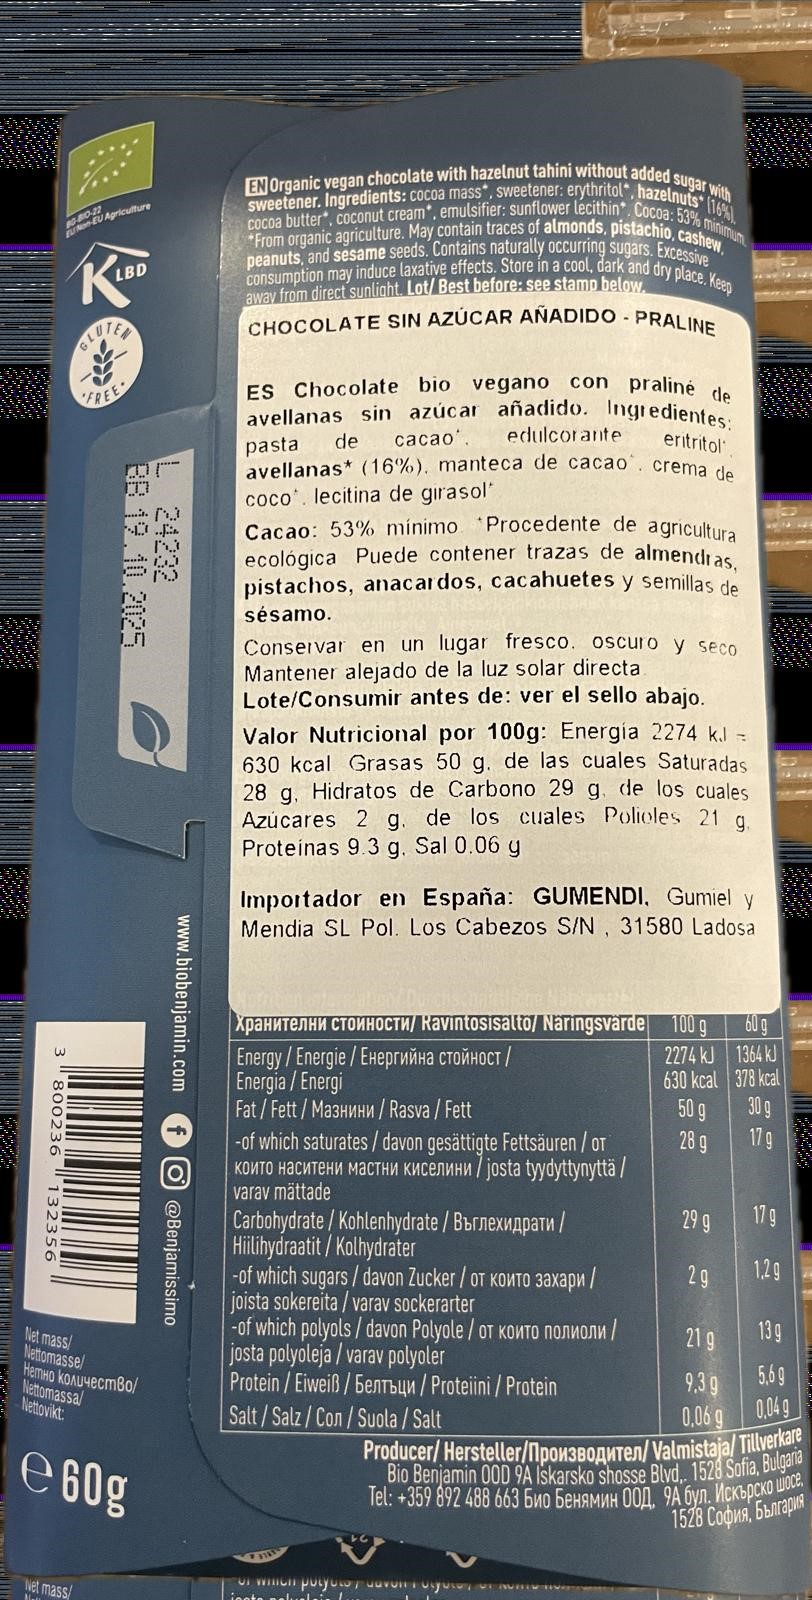 BG-BIO-22
EU/Non-EU Agriculture
K LBD
GLUTEN
FREE
EN Organic vegan chocolate with hazelnut tahini without added sugar with
sweetener. Ingredients: cocoa mass*, sweetener: erythritol*, hazelnuts* (16%),
cocoa butter*, coconut cream*, emulsifier: sunflower lecithin*. Cocoa: 53% minimum
*From organic agriculture. May contain traces of almonds, pistachio, cashew,
peanuts, and sesame seeds. Contains naturally occurring sugars. Excessive
consumption may induce laxative effects. Store in a cool, dark and dry place. Keep
away from direct sunlight. Lot/ Best before: see stamp below.
CHOCOLATE SIN AZÚCAR AÑADIDO - PRALINE
ES Chocolate bio vegano con praliné de
avellanas sin azúcar añadido. Ingredientes:
pasta de cacao*, edulcorante eritritol*,
avellanas* (16%), manteca de cacao*, crema de
coco*, lecitina de girasol*
Cacao: 53% mínimo *Procedente de agricultura
ecológica Puede contener trazas de almendras,
pistachos, anacardos, cacahuetes y semillas de
sésamo.
Conservar en un lugar fresco, oscuro y seco
Mantener alejado de la luz solar directa.
Lote/Consumir antes de: ver el sello abajo.
Valor Nutricional por 100g: Energía 2274 kJ =
630 kcal Grasas 50 g, de las cuales Saturadas
28 g, Hidratos de Carbono 29 g, de los cuales
Azúcares 2 g, de los cuales Polioles 21 g,
Proteínas 9.3 g, Sal 0.06 g
Importador en España: GUMENDI, Gumiel y
Mendia SL Pol. Los Cabezos S/N , 31580 Ladosa
L 24232
BB 19.10.2025
www.biobenjamin.com
@Benjamissimo
3 800236 132356
Net mass/
Nettomasse/
Нетно количество/
Nettomassa/
Nettovikt:
e 60g
Хранителни стойности/ Ravintosisältö/ Näringsvärde 100 g 60 g
Energy / Energie / Енергийна стойност / 2274 kJ 1364 kJ
Energia / Energi 630 kcal 378 kcal
Fat / Fett / Мазнини / Rasva / Fett 50 g 30 g
-of which saturates / davon gesättigte Fettsäuren / от 28 g 17 g
които наситени мастни киселини / josta tyydyttynyttä /
varav mättade
Carbohydrate / Kohlenhydrate / Въглехидрати / 29 g 17 g
Hiilihydraatit / Kolhydrater
-of which sugars / davon Zucker / от които захари / 2 g 1,2 g
joista sokereita / varav sockerarter
-of which polyols / davon Polyole / от които полиоли / 21 g 13 g
josta polyoleja / varav polyoler
Protein / Eiweiß / Белтъци / Proteiini / Protein 9,3 g 5,6 g
Salt / Salz / Сол / Suola / Salt 0,06 g 0,04 g
Producer/ Hersteller/Производител/ Valmistaja/ Tillverkare
Bio Benjamin OOD 9A Iskarsko shosse Blvd,. 1528 Sofia, Bulgaria
Tel: +359 892 488 663 Био Бенямин ООД, 9А бул. Искърско шосе,
1528 София, България
21
Net mass/